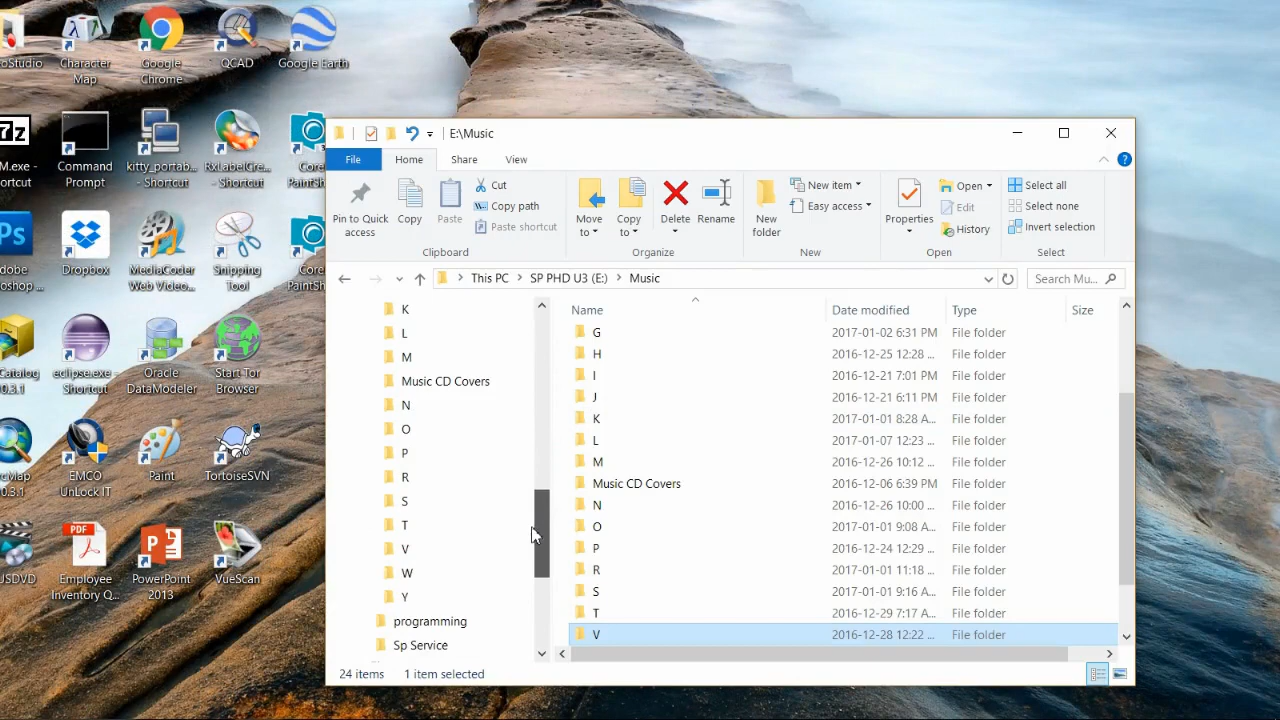 oStudio
Character
Map
Google
Chrome
QCAD
Google Earth
7z
M.exe -
ortcut
Command
Prompt
kitty_portab...
- Shortcut
RxLabelCre...
- Shortcut
Core
PaintSh
Ps
dobe
oshop ...
Dropbox
MediaCoder
Web Video...
Snipping
Tool
Core
PaintSh
Catalog
0.3.1
eclipse.exe -
Shortcut
Oracle
DataModeler
Start Tor
Browser
uMap
0.3.1
EMCO
UnLock IT
Paint
TortoiseSVN
JSDVD
PDF
Employee
Inventory Q...
PowerPoint
2013
VueScan
E:\Music
File
Home
Share
View
Pin to Quick
access
Copy
Paste
Cut
Copy path
Paste shortcut
Clipboard
Move
to
Copy
to
Delete
Rename
Organize
New
folder
New item
Easy access
New
Properties
Open
Edit
History
Open
Select all
Select none
Invert selection
Select
This PC > SP PHD U3 (E:) > Music
Search Mu...
K
L
M
Music CD Covers
N
O
P
R
S
T
V
W
Y
programming
Sp Service
Name Date modified Type Size
G 2017-01-02 6:31 PM File folder
H 2016-12-25 12:28 ... File folder
I 2016-12-21 7:01 PM File folder
J 2016-12-21 6:11 PM File folder
K 2017-01-01 8:28 A... File folder
L 2017-01-07 12:23 ... File folder
M 2016-12-26 10:12 ... File folder
Music CD Covers 2016-12-06 6:39 PM File folder
N 2016-12-26 10:00 ... File folder
O 2017-01-01 9:08 A... File folder
P 2016-12-24 12:29 ... File folder
R 2017-01-01 11:18 ... File folder
S 2017-01-01 9:16 A... File folder
T 2016-12-29 7:17 A... File folder
V 2016-12-28 12:22 ... File folder
24 items 1 item selected